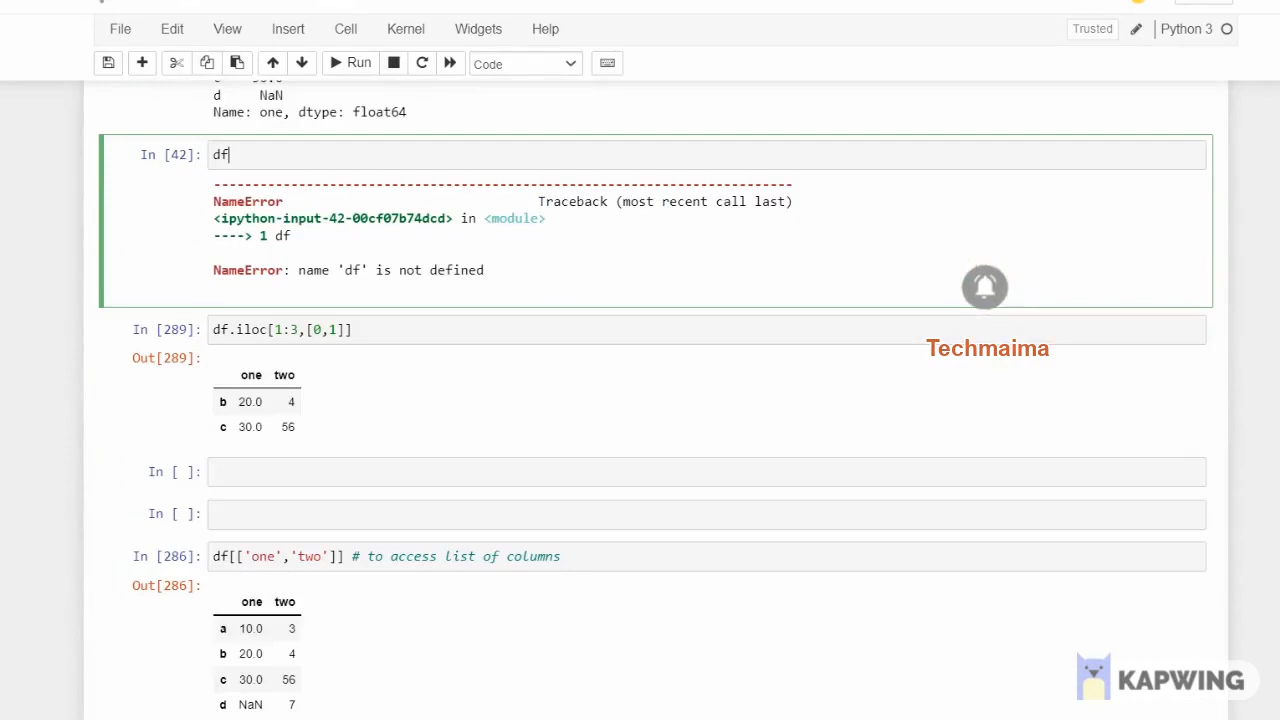 File Edit View Insert Cell Kernel Widgets Help Trusted Python 3
Run Code
d NaN
Name: one, dtype: float64
In [42]: df
---------------------------------------------------------------------------
NameError Traceback (most recent call last)
<ipython-input-42-00cf07b74dcd> in <module>
----> 1 df
NameError: name 'df' is not defined
In [289]: df.iloc[1:3,[0,1]]
Techmaima
Out[289]:
one two
b 20.0 4
c 30.0 56
In [ ]:
In [ ]:
In [286]: df[['one','two']] # to access list of columns
Out[286]:
one two
a 10.0 3
b 20.0 4
c 30.0 56
KAPWING
d NaN 7